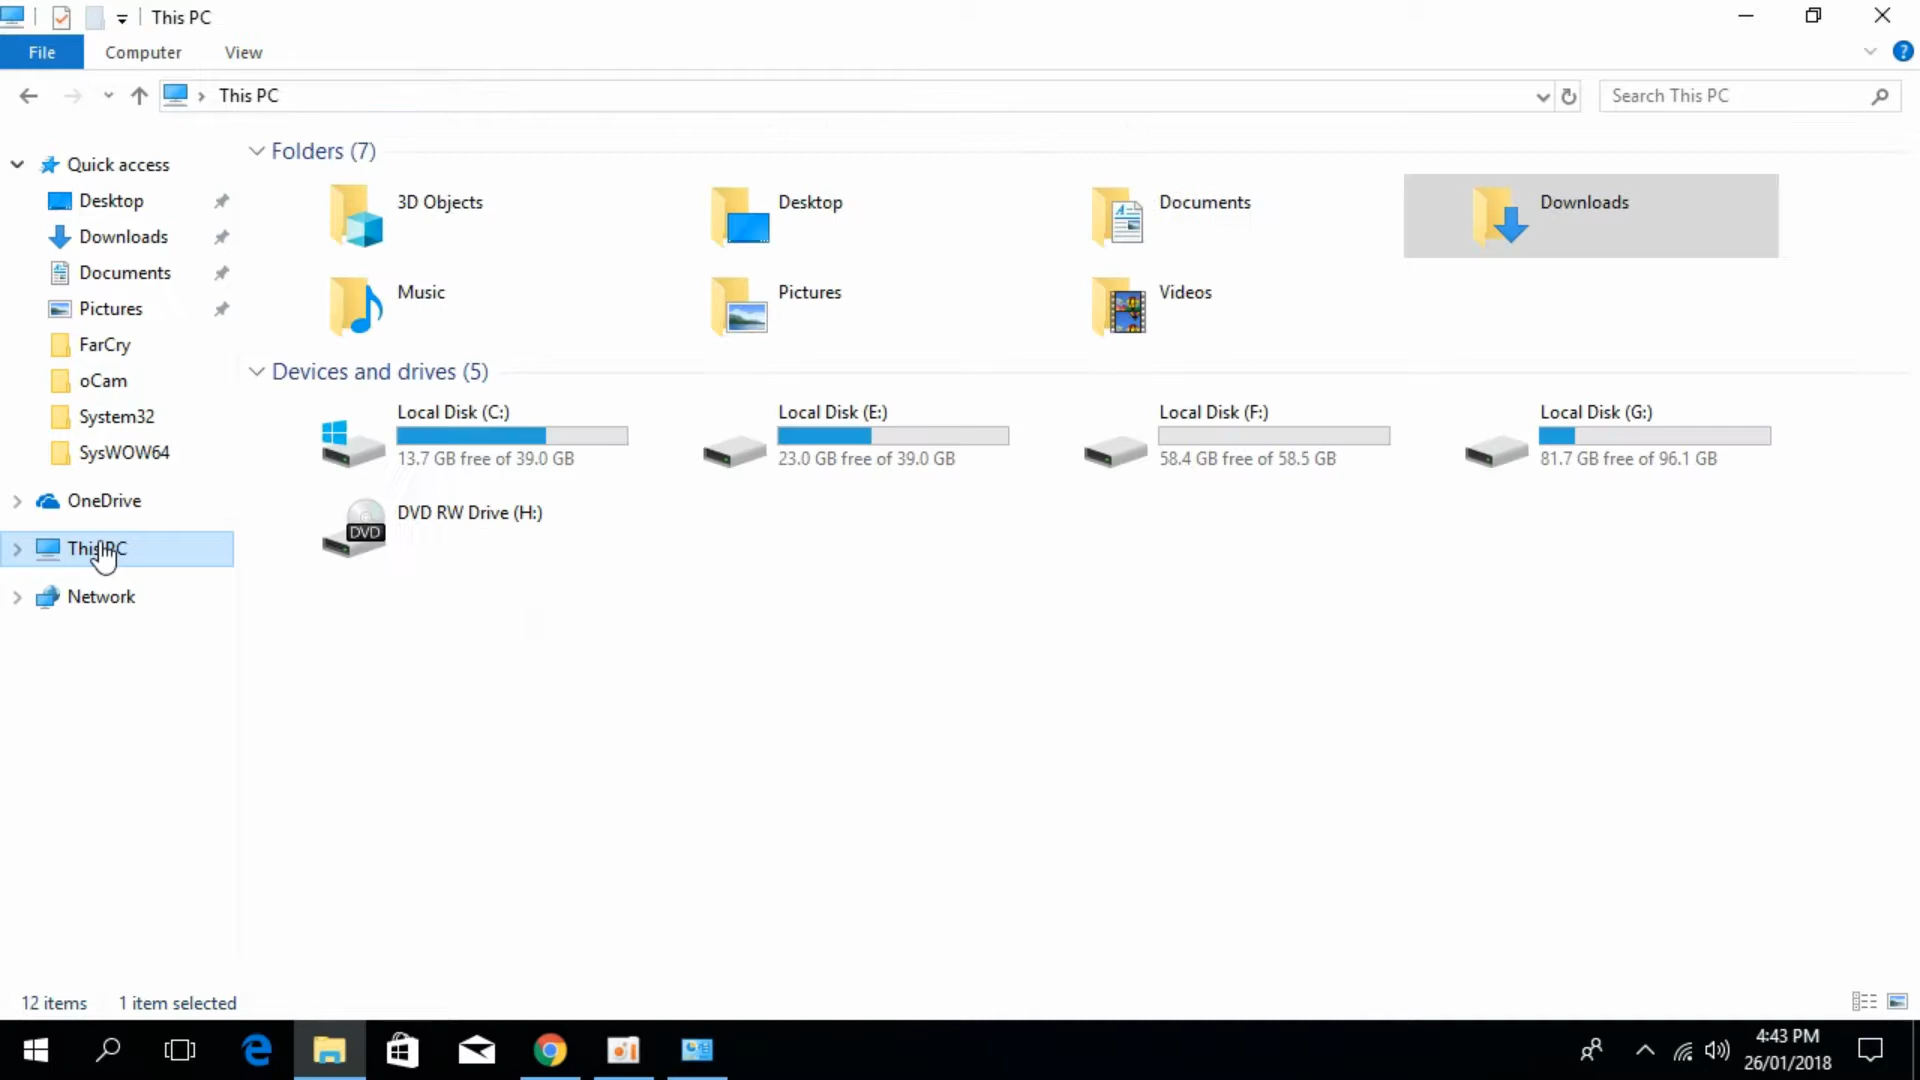 This PC
File Computer View
This PC
Search This PC
Quick access
Desktop
Downloads
Documents
Pictures
FarCry
oCam
System32
SysWOW64
OneDrive
This PC
Network
Folders (7)
3D Objects
Desktop
Documents
Downloads
Music
Pictures
Videos
Devices and drives (5)
Local Disk (C:)
13.7 GB free of 39.0 GB
Local Disk (E:)
23.0 GB free of 39.0 GB
Local Disk (F:)
58.4 GB free of 58.5 GB
Local Disk (G:)
81.7 GB free of 96.1 GB
DVD
DVD RW Drive (H:)
12 items 1 item selected
4:43 PM
26/01/2018